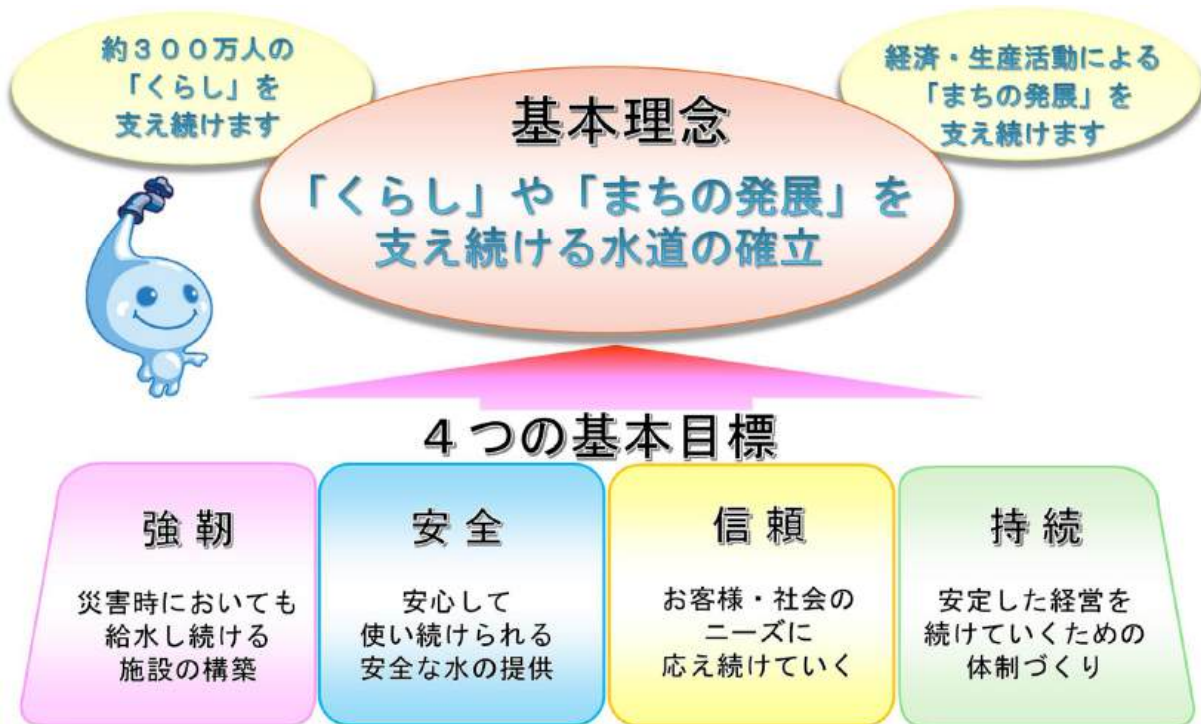 約３００万人の
「くらし」を
支え続けます
経済・生産活動による
「まちの発展」を
支え続けます
基本理念
「くらし」や「まちの発展」を
支え続ける水道の確立
４つの基本目標
強靭
災害時においても
給水し続ける
施設の構築
安全
安心して
使い続けられる
安全な水の提供
信頼
お客様・社会の
ニーズに
応え続けていく
持続
安定した経営を
続けていくための
体制づくり